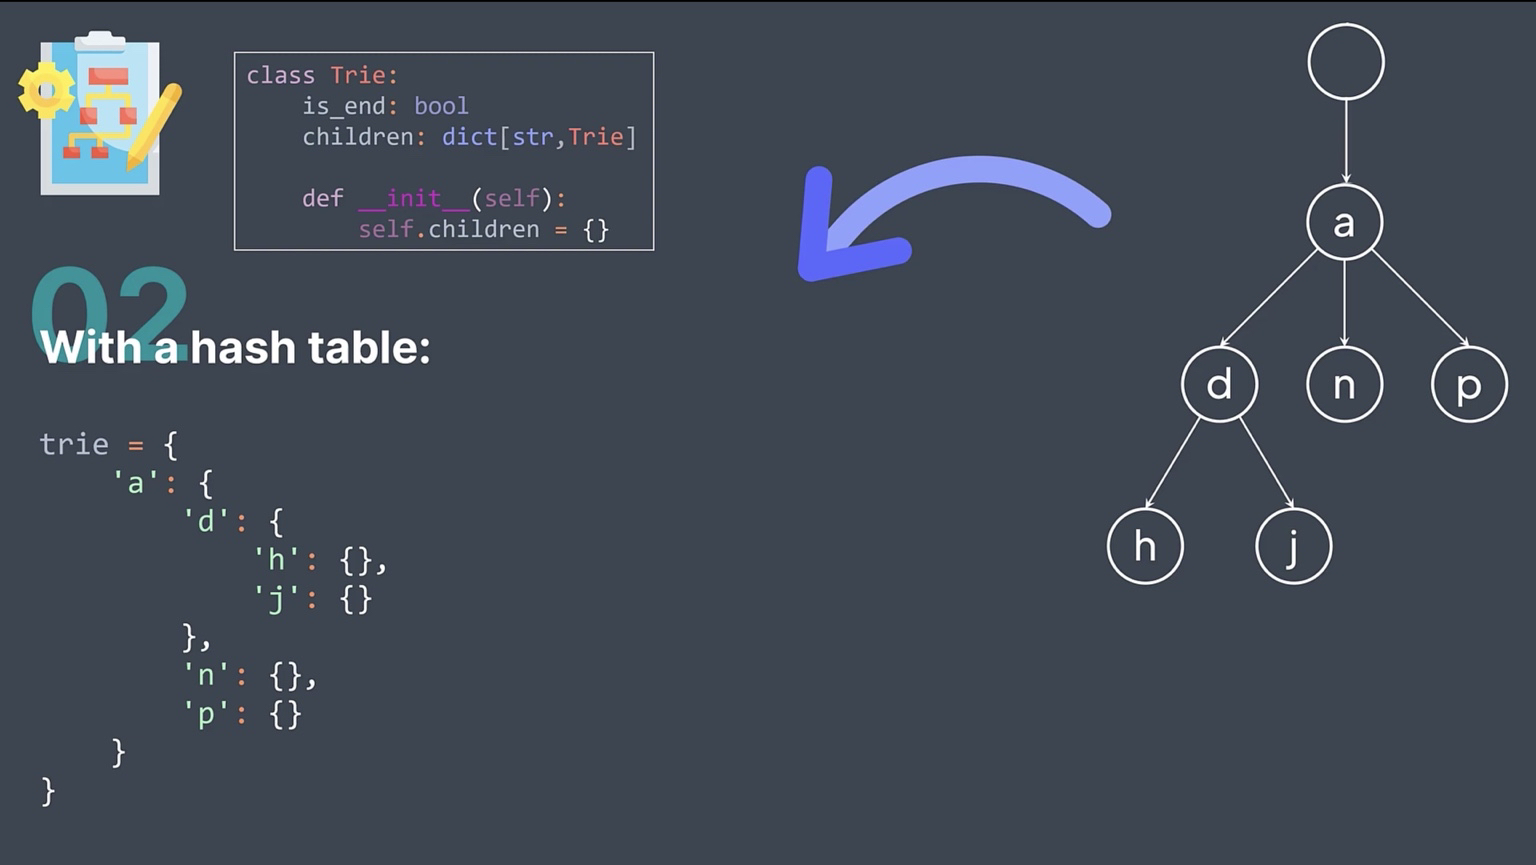 class Trie:
    is_end: bool
    children: dict[str,Trie]
    def __init__(self):
        self.children = {}
02
With a hash table:
trie = {
    'a': {
        'd': {
            'h': {},
            'j': {}
        },
        'n': {},
        'p': {}
    }
}
a
d n p
h j